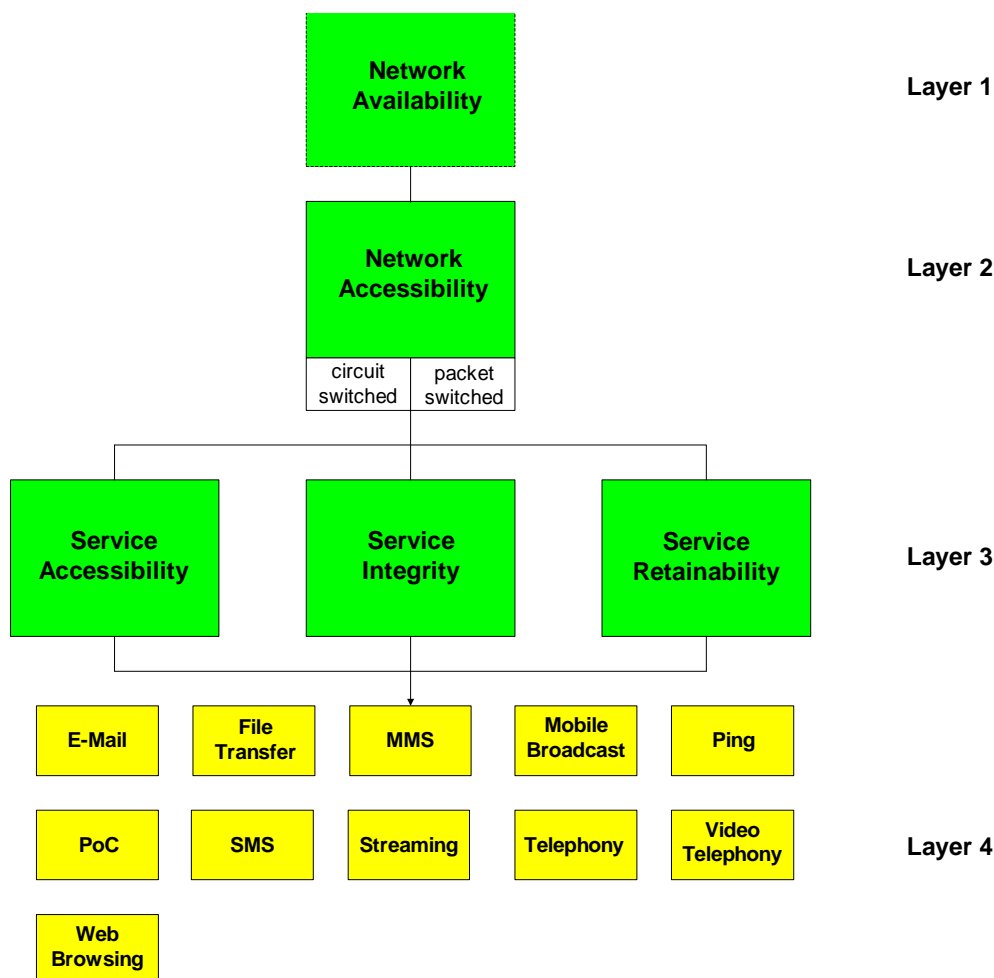 Network
Availability
Layer 1
Network
Accessibility
Layer 2
circuit
switched
packet
switched
Service
Accessibility
Service
Integrity
Service
Retainability
Layer 3
E-Mail
File
Transfer
MMS
Mobile
Broadcast
Ping
PoC
SMS
Streaming
Telephony
Video
Telephony
Layer 4
Web
Browsing